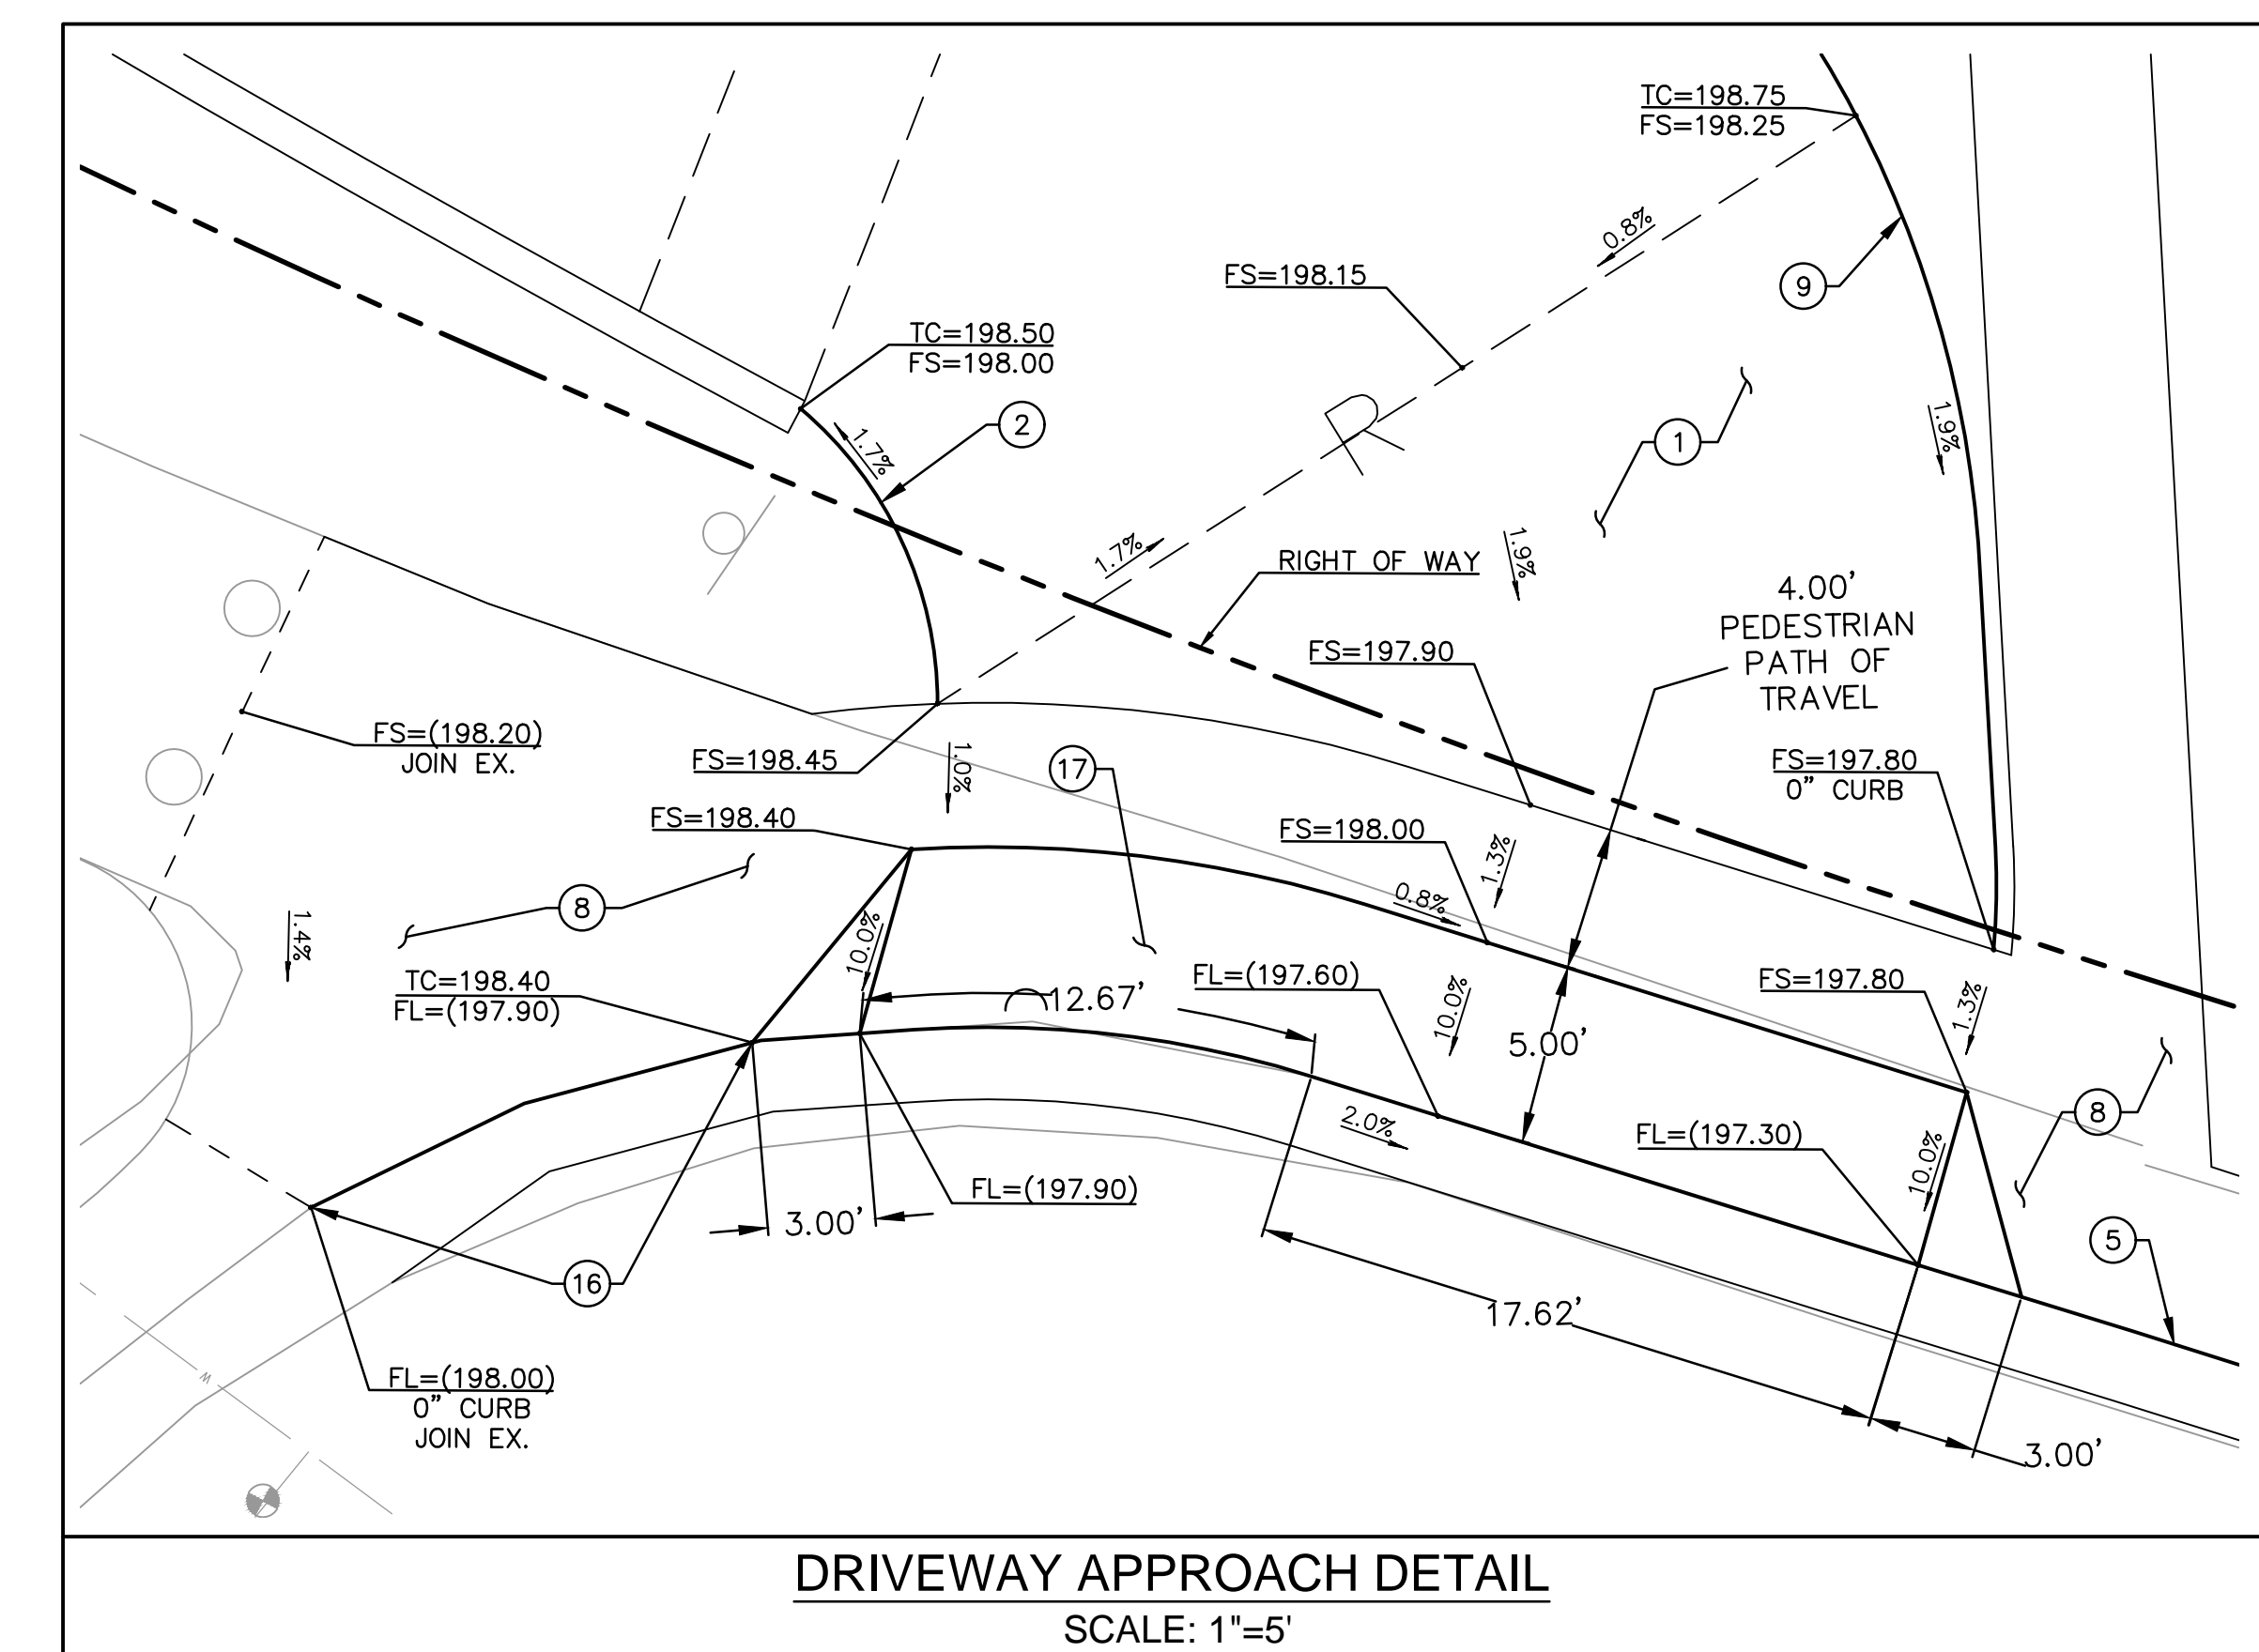 TC=198.75
FS=198.25
0.8%
9
FS=198.15
TC=198.50
FS=198.00
2
1.7%
R
1
1.9%
1.7%
RIGHT OF WAY
1.9%
4.00'
PEDESTRIAN
PATH OF
TRAVEL
FS=197.90
FS=(198.20)
JOIN EX.
FS=198.45
1.0%
17
FS=197.80
0" CURB
FS=198.40
FS=198.00
1.3%
0.8%
8
10.0%
1.4%
TC=198.40
FL=(197.90)
12.67'
FL=(197.60)
10.0%
5.00'
FS=197.80
1.3%
8
2.0%
FL=(197.30)
10.0%
FL=(197.90)
3.00'
5
16
17.62'
W
FL=(198.00)
0" CURB
JOIN EX.
3.00'
DRIVEWAY APPROACH DETAIL
SCALE: 1"=5'